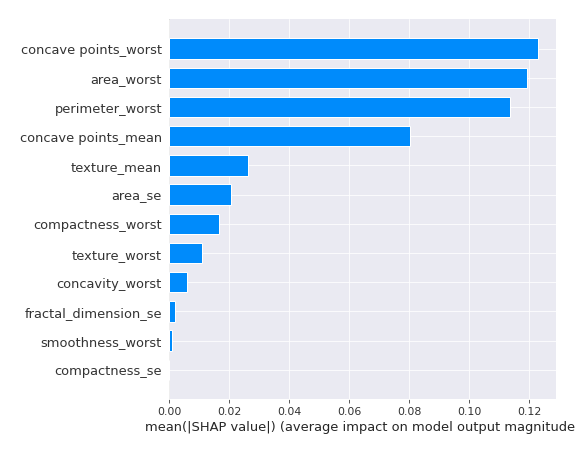 concave points_worst
area_worst
perimeter_worst
concave points_mean
texture_mean
area_se
compactness_worst
texture_worst
concavity_worst
fractal_dimension_se
smoothness_worst
compactness_se
0.00 0.02 0.04 0.06 0.08 0.10 0.12
mean(|SHAP value|) (average impact on model output magnitude